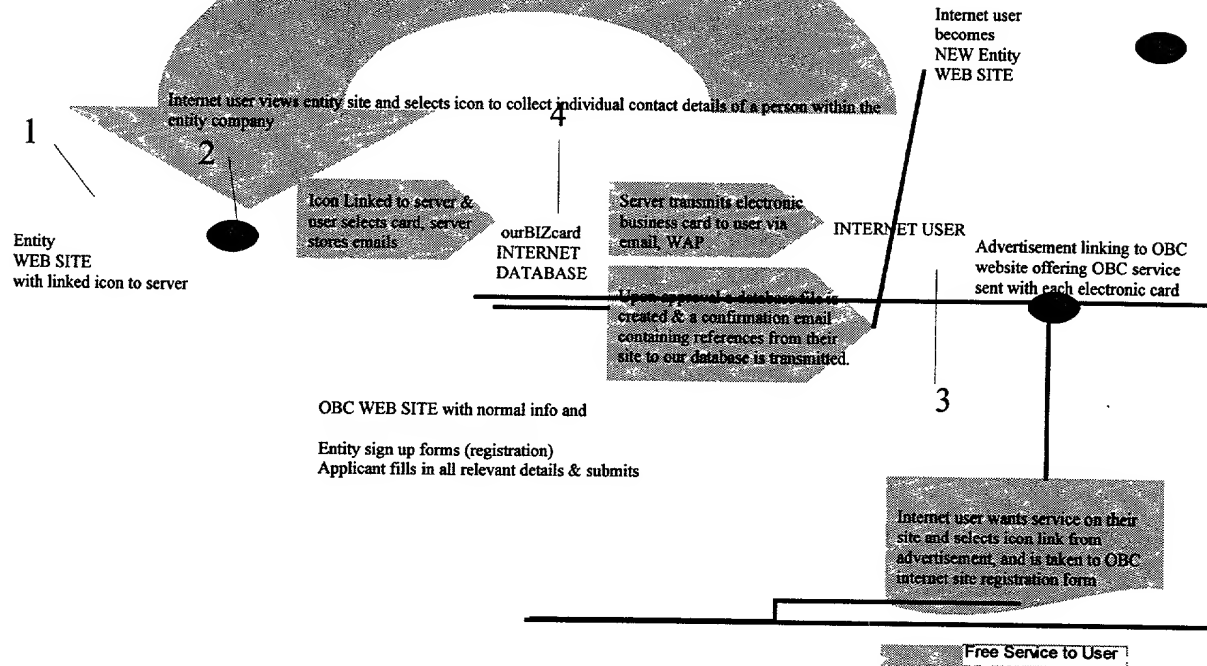 Internet user
becomes
NEW Entity
WEB SITE
Internet user views entity site and selects icon to collect individual contact details of a person within the
entity company
1
2
4
Icon Linked to server &
user selects card, server
stores emails
ourBIZcard
INTERNET
DATABASE
Server transmits electronic
business card to user via
email, WAP
INTERNET USER
Entity
WEB SITE
with linked icon to server
Advertisement linking to OBC
website offering OBC service
sent with each electronic card
Upon approval a database file is
created & a confirmation email
containing references from their
site to our database is transmitted.
3
OBC WEB SITE with normal info and
Entity sign up forms (registration)
Applicant fills in all relevant details & submits
Internet user wants service on their
site and selects icon link from
advertisement, and is taken to OBC
internet site registration form
Free Service to User